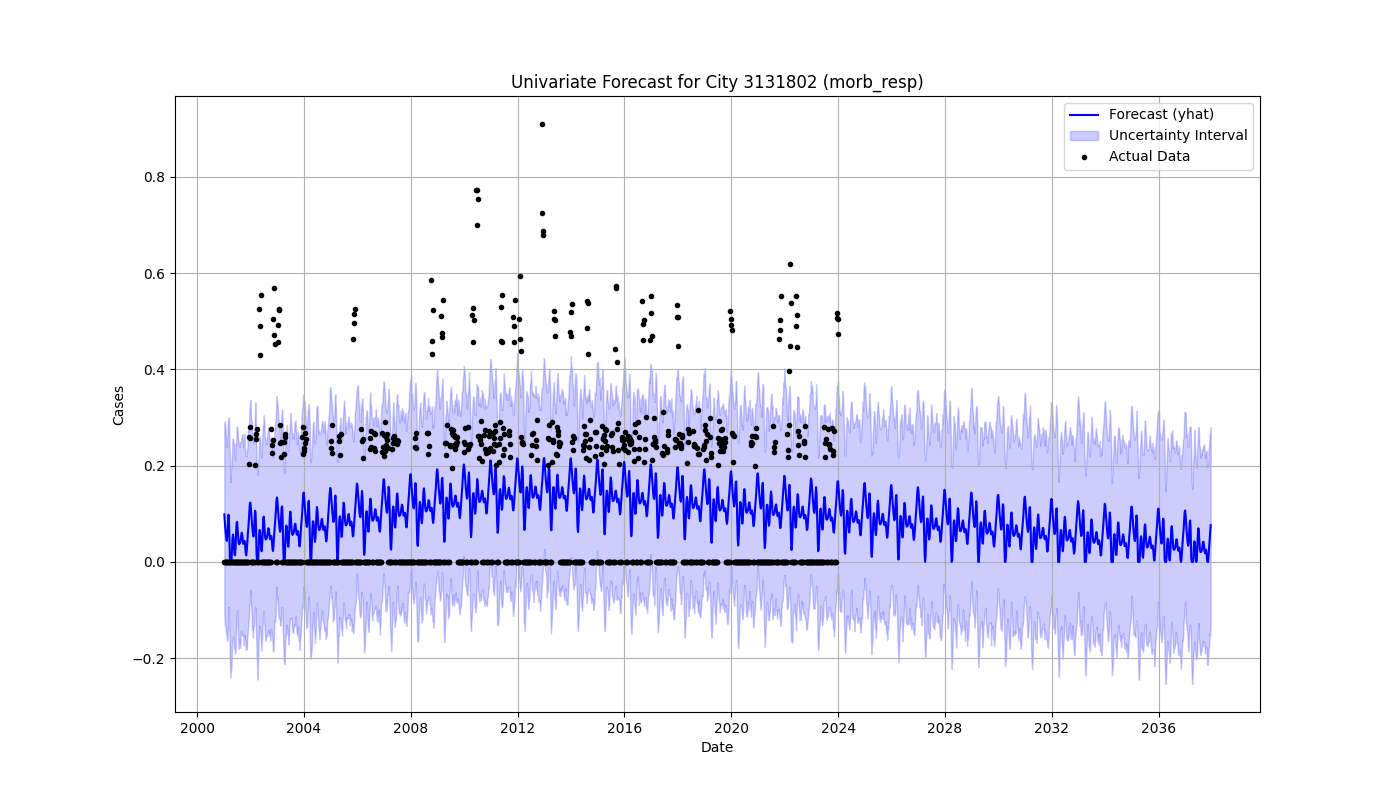 Univariate Forecast for City 3131802 (morb_resp)
Forecast (yhat)
Uncertainty Interval
Actual Data
Cases
0.8
0.6
0.4
0.2
0.0
−0.2
2000 2004 2008 2012 2016 2020 2024 2028 2032 2036
Date